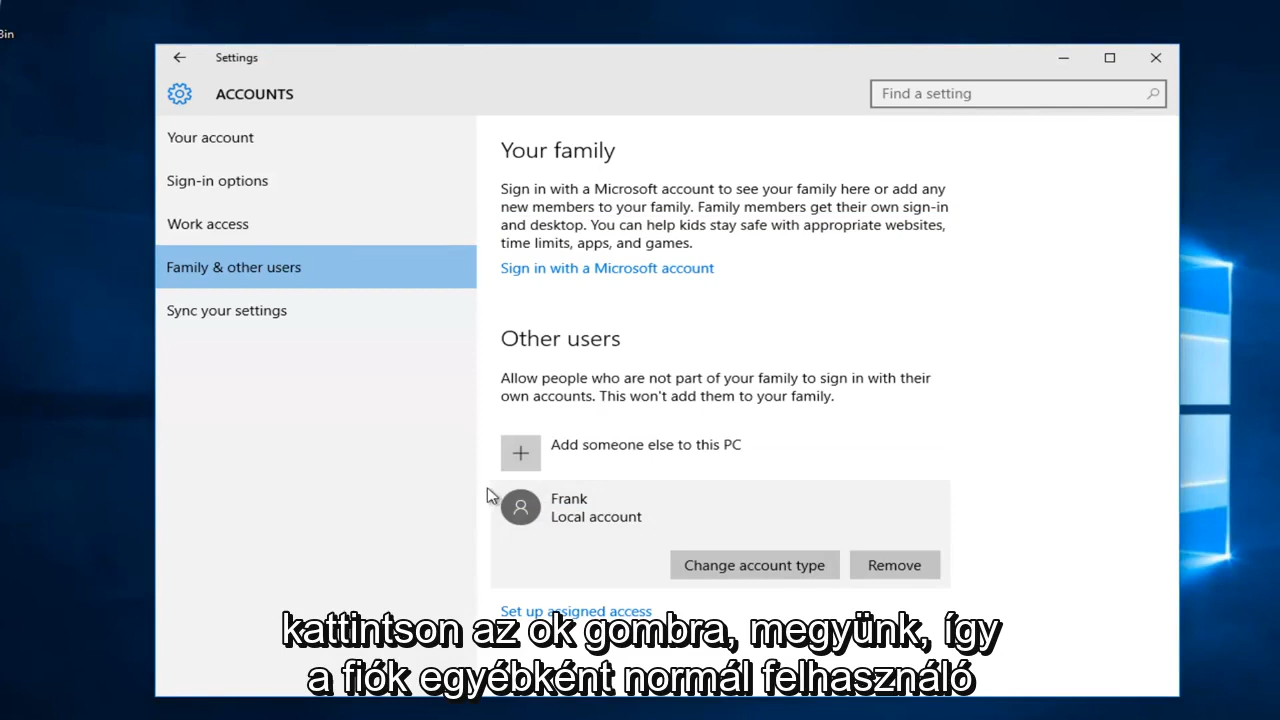 Bin
Settings
ACCOUNTS
Find a setting
Your account
Sign-in options
Work access
Family & other users
Sync your settings
Your family
Sign in with a Microsoft account to see your family here or add any
new members to your family. Family members get their own sign-in
and desktop. You can help kids stay safe with appropriate websites,
time limits, apps, and games.
Sign in with a Microsoft account
Other users
Allow people who are not part of your family to sign in with their
own accounts. This won't add them to your family.
Add someone else to this PC
Frank
Local account
Change account type
Remove
Set up assigned access
kattintson az ok gombra, megyünk, így
a fiók egyébként normál felhasználó